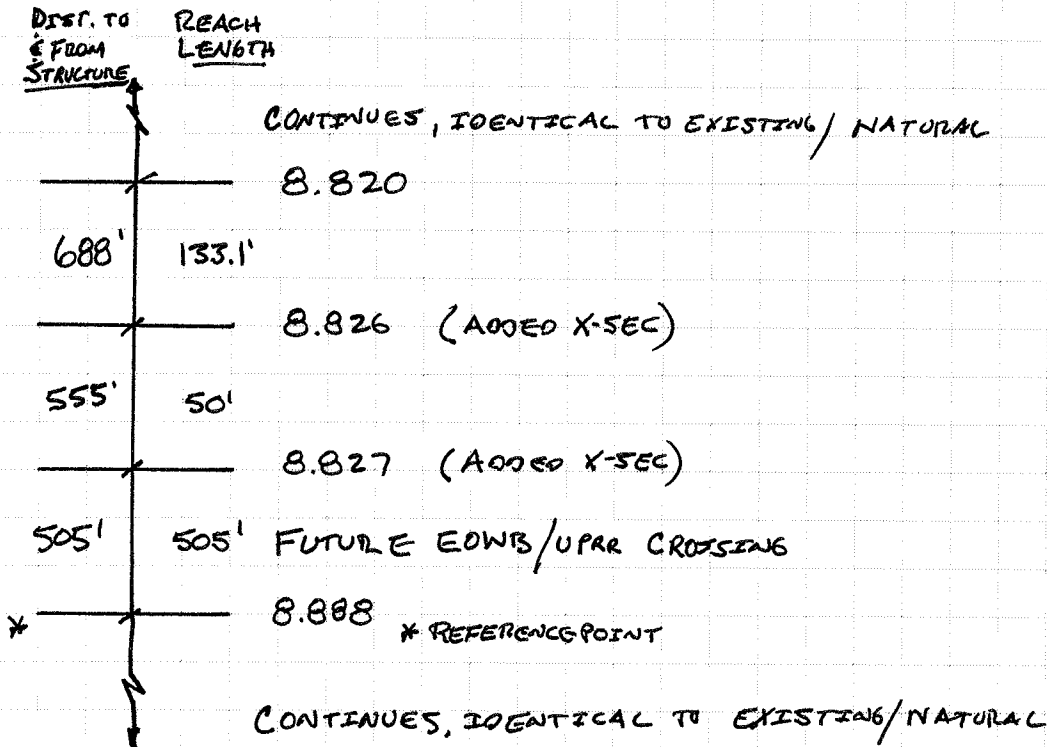 DIST. TO REACH
& FROM LENGTH
STRUCTURE
CONTINUES, IDENTICAL TO EXISTING/ NATURAL
8.820
688' 133.1'
8.826 (ADDED X-SEC)
555' 50'
8.827 (ADDED X-SEC)
505' 505' FUTURE EOWB/UPRR CROSSING
* 8.888 * REFERENCE POINT
CONTINUES, IDENTICAL TO EXISTING/NATURAL